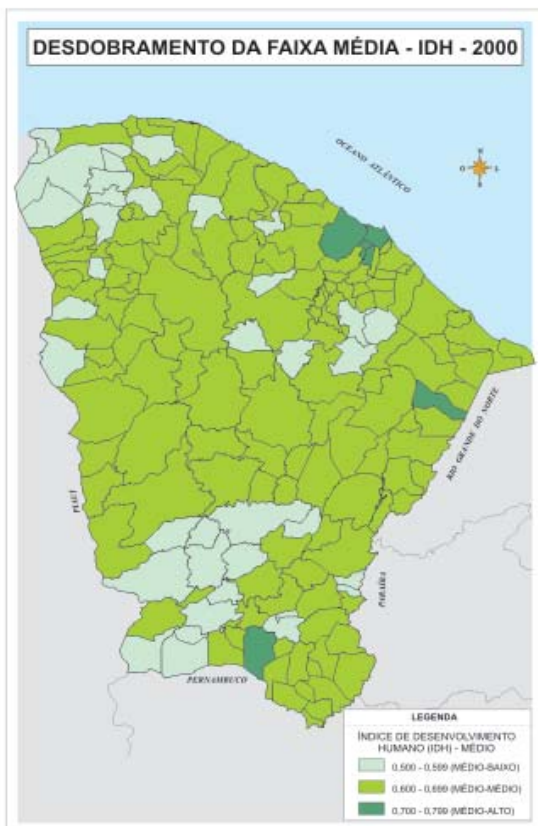 DESDOBRAMENTO DA FAIXA MÉDIA - IDH - 2000
OCEANO ATLÂNTICO
N
O
L
S
RIO GRANDE DO NORTE
PIAUÍ
PARAÍBA
PERNAMBUCO
LEGENDA
ÍNDICE DE DESENVOLVIMENTO
HUMANO (IDH) - MÉDIO
0,500 - 0,599 (MÉDIO-BAIXO)
0,600 - 0,699 (MÉDIO-MÉDIO)
0,700 - 0,799 (MÉDIO-ALTO)